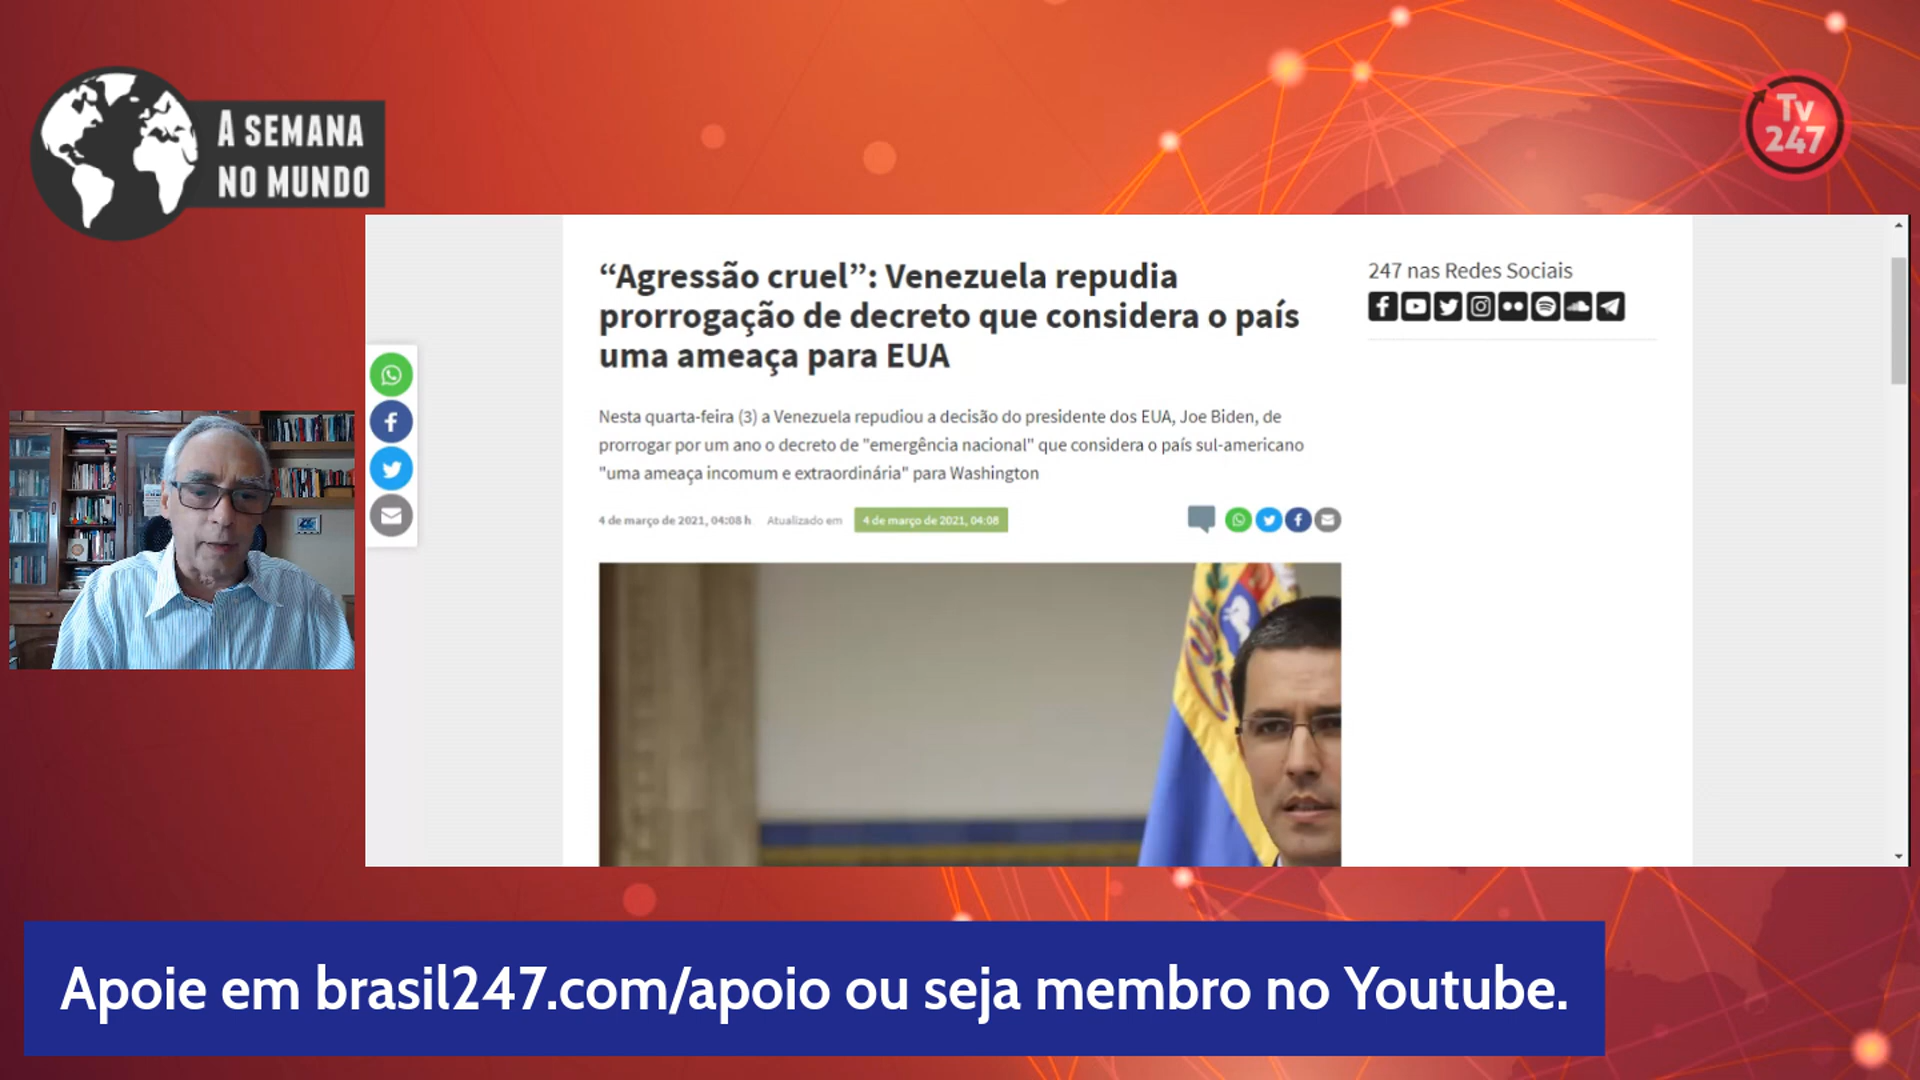 A SEMANA
NO MUNDO
Tv
247
“Agressão cruel”: Venezuela repudia
prorrogação de decreto que considera o país
uma ameaça para EUA
247 nas Redes Sociais
Nesta quarta-feira (3) a Venezuela repudiou a decisão do presidente dos EUA, Joe Biden, de
prorrogar por um ano o decreto de "emergência nacional" que considera o país sul-americano
"uma ameaça incomum e extraordinária" para Washington
4 de março de 2021, 04:08 h Atualizado em 4 de março de 2021, 04:08
Apoie em brasil247.com/apoio ou seja membro no Youtube.